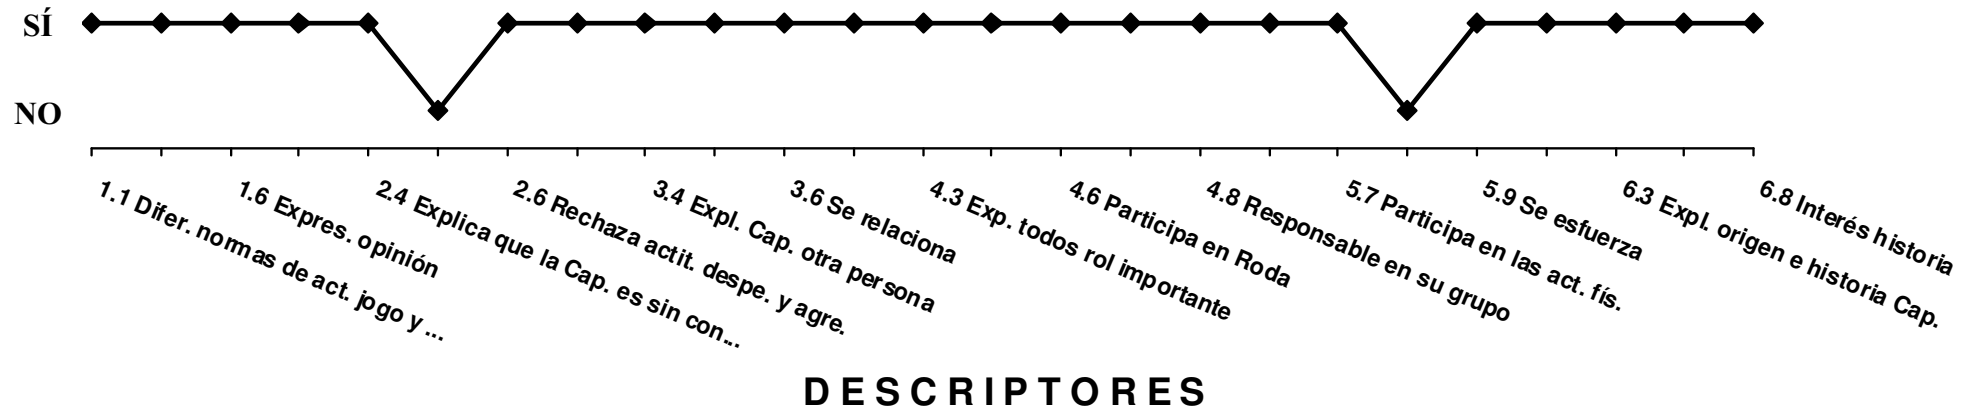 SÍ
NO
1.1 Difer. normas de act. jogo y ...
1.6 Expres. opinión
2.4 Explica que la Cap. es sin con...
2.6 Rechaza actit. despe. y agre.
3.4 Expl. Cap. otra persona
3.6 Se relaciona
4.3 Exp. todos rol importante
4.6 Participa en Roda
4.8 Responsable en su grupo
5.7 Participa en las act. fís.
5.9 Se esfuerza
6.3 Expl. origen e historia Cap.
6.8 Interés historia
DESCRIPTORES